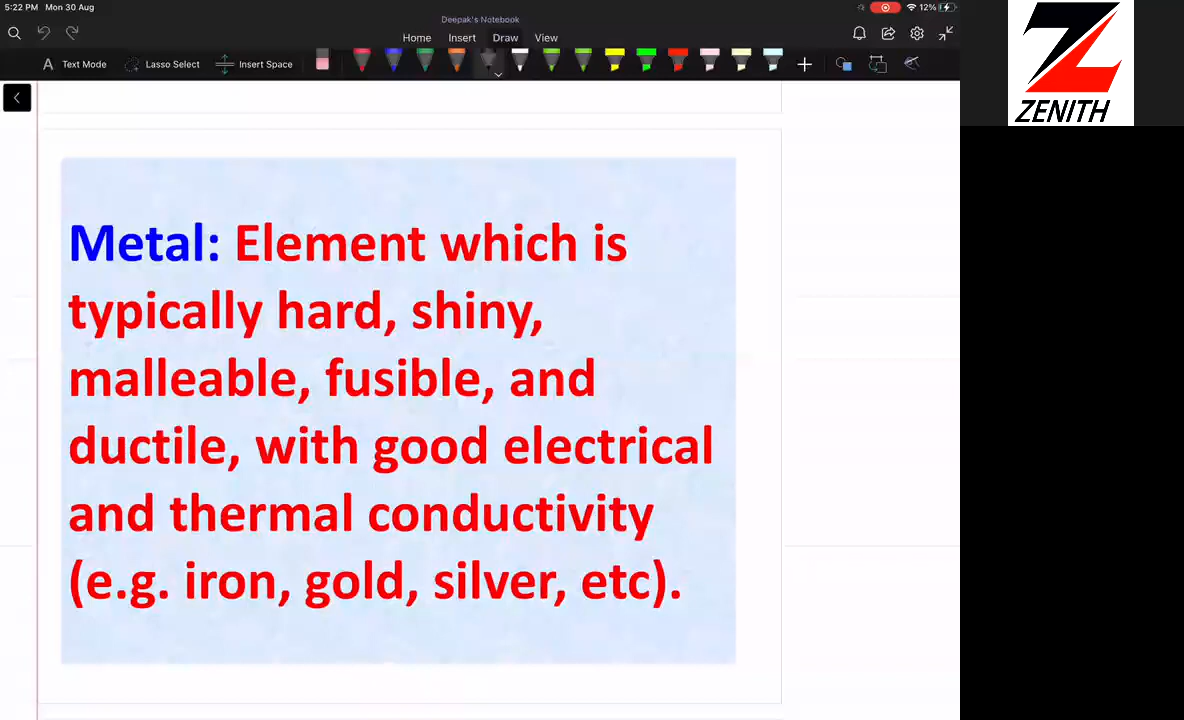 5:22 PM Mon 30 Aug
12%
Deepak's Notebook
Home Insert Draw View
A Text Mode Lasso Select Insert Space
ZENITH
Metal: Element which is
typically hard, shiny,
malleable, fusible, and
ductile, with good electrical
and thermal conductivity
(e.g. iron, gold, silver, etc).